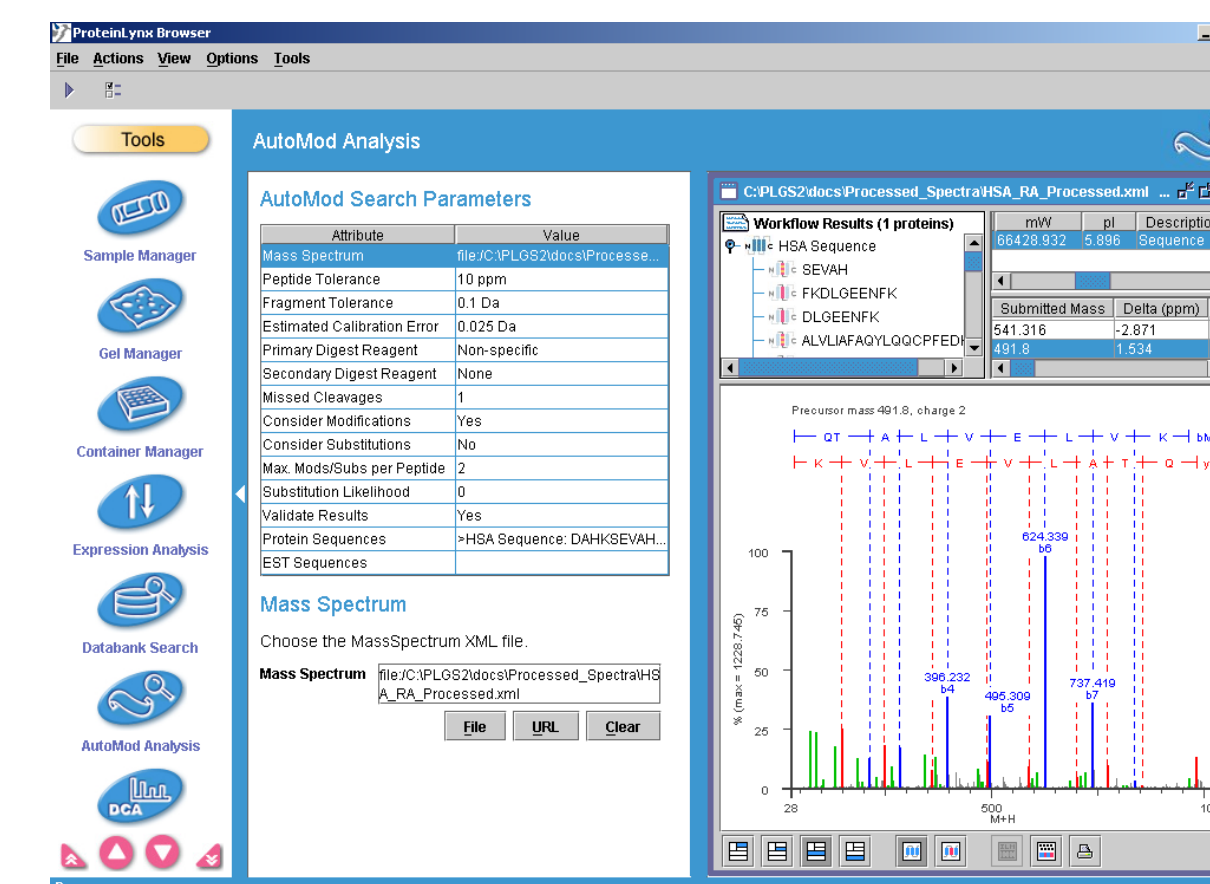 ProteinLynx Browser
File Actions View Options Tools
Tools
Sample Manager
Gel Manager
Container Manager
Expression Analysis
Databank Search
AutoMod Analysis
DCA
AutoMod Analysis
AutoMod Search Parameters
Attribute Value
Mass Spectrum file:/C:\PLGS2\docs\Processe...
Peptide Tolerance 10 ppm
Fragment Tolerance 0.1 Da
Estimated Calibration Error 0.025 Da
Primary Digest Reagent Non-specific
Secondary Digest Reagent None
Missed Cleavages 1
Consider Modifications Yes
Consider Substitutions No
Max. Mods/Subs per Peptide 2
Substitution Likelihood 0
Validate Results Yes
Protein Sequences >HSA Sequence: DAHKSEVAH...
EST Sequences
Mass Spectrum
Choose the MassSpectrum XML file.
Mass Spectrum file:/C:\PLGS2\docs\Processed_Spectra\HS
A_RA_Processed.xml
File URL Clear
C:\PLGS2\docs\Processed_Spectra\HSA_RA_Processed.xml ...
Workflow Results (1 proteins)
HSA Sequence
N C SEVAH
N C FKDLGEENFK
N C DLGEENFK
N C ALVLIAFAQYLQQCPFED
mW pI Descriptio
66428.932 5.896 Sequence
Submitted Mass Delta (ppm)
541.316 -2.871
491.8 1.534
Precursor mass 491.8, charge 2
QT A L V E L V K
K V L E V L A T Q y
624.339
b6
396.232
b4
495.309
b5
737.419
b7
% (max = 1228.745)
100
75
50
25
0
28 500 10
M+H